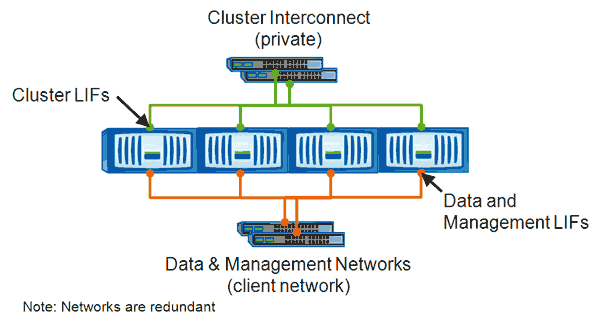 Cluster Interconnect
(private)
Cluster LIFs
Data and
Management LIFs
Data & Management Networks
(client network)
Note: Networks are redundant